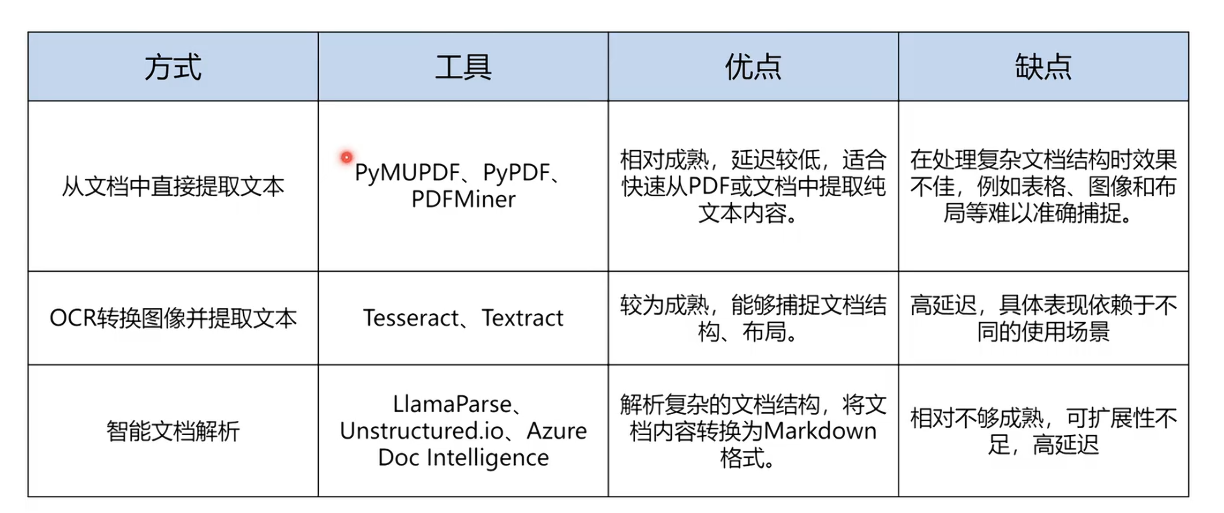 方式
工具
优点
缺点
从文档中直接提取文本
PyMUPDF、PyPDF、
PDFMiner
相对成熟，延迟较低，适合
快速从PDF或文档中提取纯
文本内容。
在处理复杂文档结构时效果
不佳，例如表格、图像和布
局等难以准确捕捉。
OCR转换图像并提取文本
Tesseract、Textract
较为成熟，能够捕捉文档结
构、布局。
高延迟，具体表现依赖于不
同的使用场景
智能文档解析
LlamaParse、
Unstructured.io、Azure
Doc Intelligence
解析复杂的文档结构，将文
档内容转换为Markdown
格式。
相对不够成熟，可扩展性不
足，高延迟